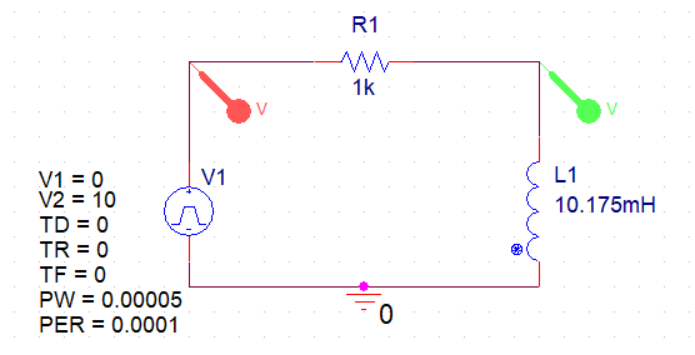 R1
1k
V
V
V1
V1 = 0
V2 = 10
TD = 0
TR = 0
TF = 0
PW = 0.00005
PER = 0.0001
L1
10.175mH
0